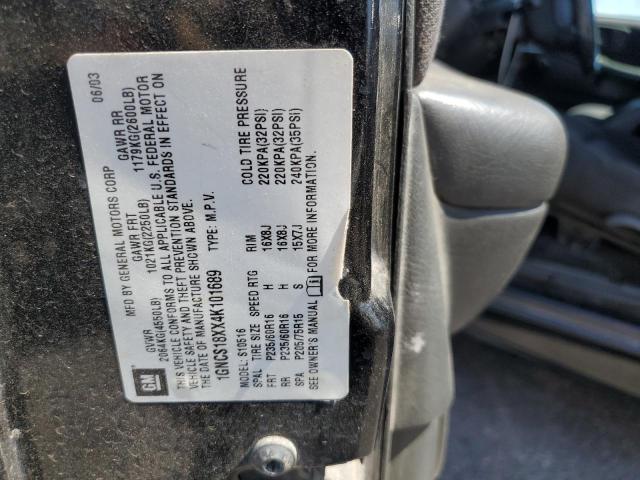 GM
MFD BY GENERAL MOTORS CORP 06/03
GVWR GAWR FRT GAWR RR
2064KG(4550LB) 1021KG(2250LB) 1179KG(2600LB)
THIS VEHICLE CONFORMS TO ALL APPLICABLE U.S. FEDERAL MOTOR
VEHICLE SAFETY AND THEFT PREVENTION STANDARDS IN EFFECT ON
THE DATE OF MANUFACTURE SHOWN ABOVE.
1GNCS18XX4K101689 TYPE: M.P.V.
MODEL: S10516
SPAL TIRE SIZE SPEED RTG RIM COLD TIRE PRESSURE
FRT P235/60R16 H 16X8J 220KPA(32PSI)
RR P235/60R16 H 16X8J 220KPA(32PSI)
SPA P205/75R15 S 15X7J 240KPA(35PSI)
SEE OWNER'S MANUAL